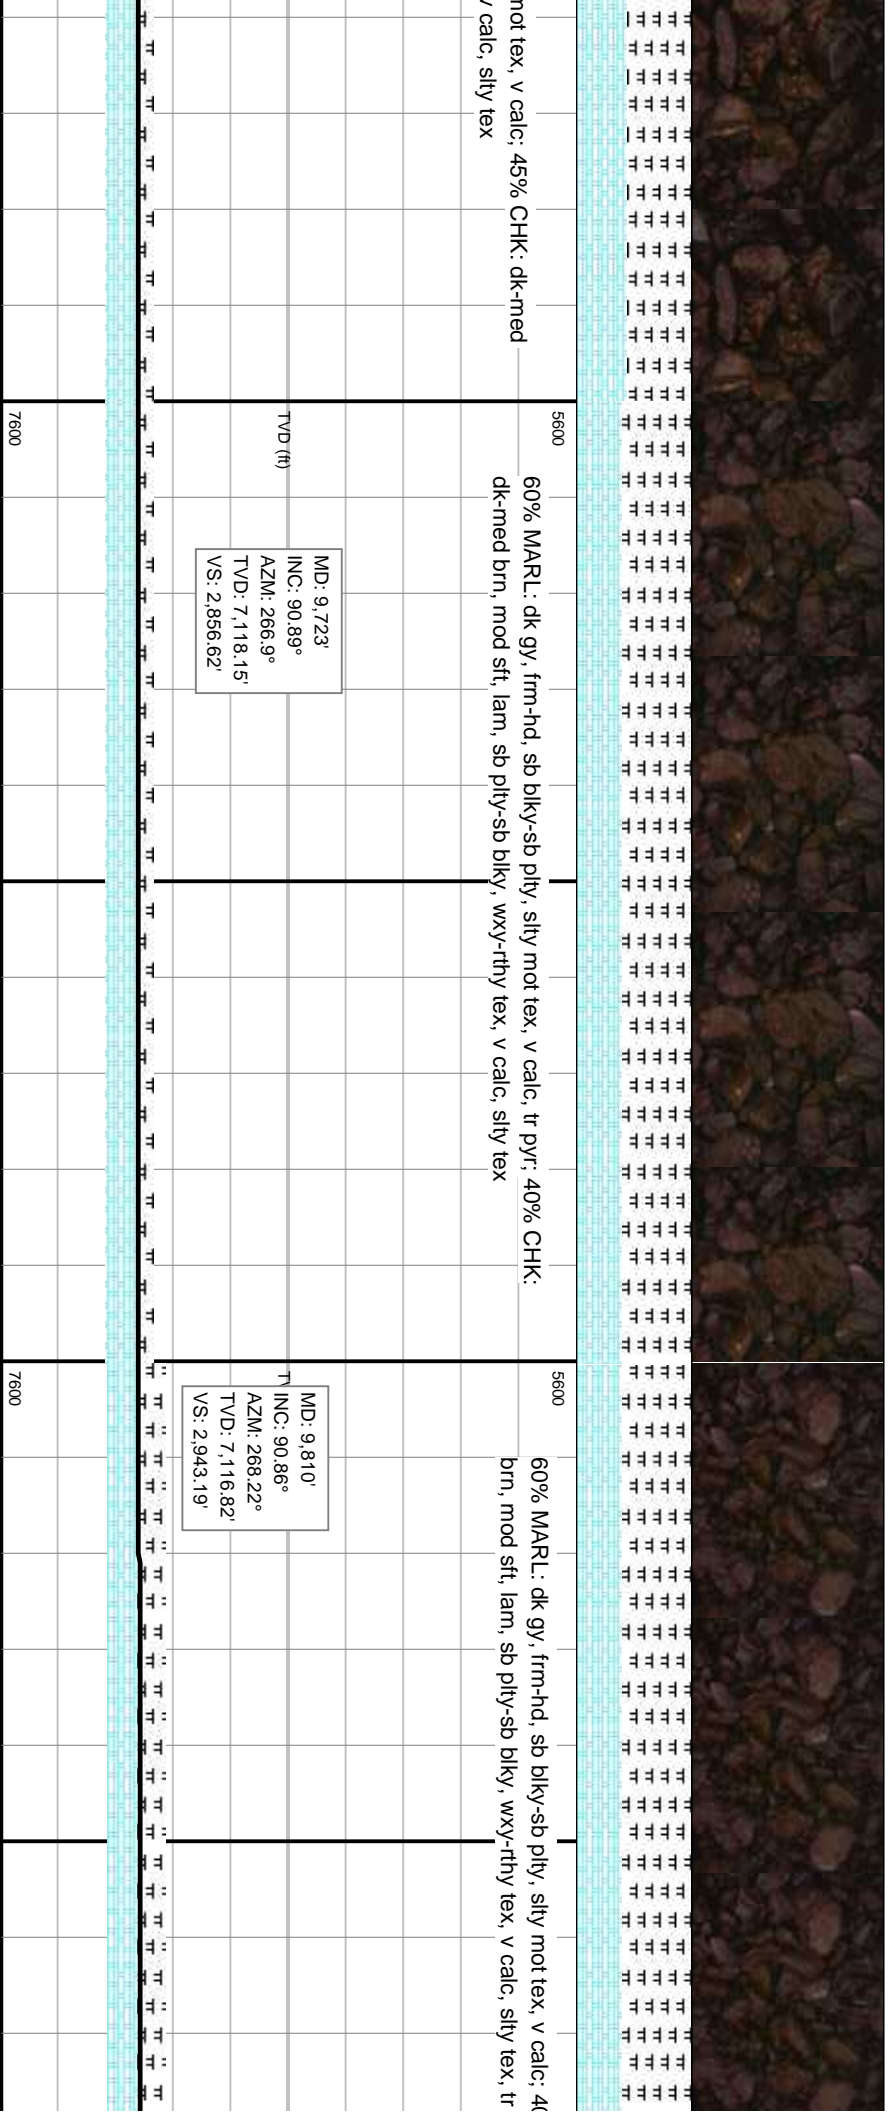 mot tex, v calc; 45% CHK: dk-med
v calc, slty tex
5600
TVD (ft)
7600
60% MARL: dk gy, frm-hd, sb blky-sb plty, slty mot tex, v calc, tr pyr; 40% CHK:
dk-med brn, mod sft, lam, sb plty-sb blky, wxy-rthy tex, v calc, slty tex
MD: 9,723'
INC: 90.89°
AZM: 266.9°
TVD: 7,118.15'
VS: 2,856.62'
5600
7600
MD: 9,810'
INC: 90.86°
AZM: 268.22°
TVD: 7,116.82'
VS: 2,943.19'
60% MARL: dk gy, frm-hd, sb blky-sb plty, slty mot tex, v calc;
brn, mod sft, lam, sb plty-sb blky, wxy-rthy tex, v calc, slty tex, tr